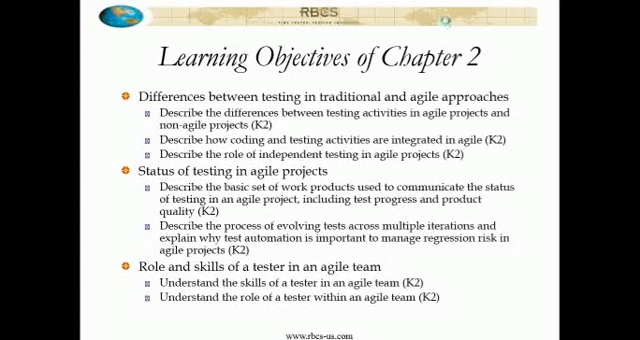 RBCS
Learning Objectives of Chapter 2
Differences between testing in traditional and agile approaches
Describe the differences between testing activities in agile projects and
non-agile projects (K2)
Describe how coding and testing activities are integrated in agile (K2)
Describe the role of independent testing in agile projects (K2)
Status of testing in agile projects
Describe the basic set of work products used to communicate the status
of testing in an agile project, including test progress and product
quality (K2)
Describe the process of evolving tests across multiple iterations and
explain why test automation is important to manage regression risk in
agile projects (K2)
Role and skills of a tester in an agile team
Understand the skills of a tester in an agile team (K2)
Understand the role of a tester within an agile team (K2)
www.rbcs-us.com